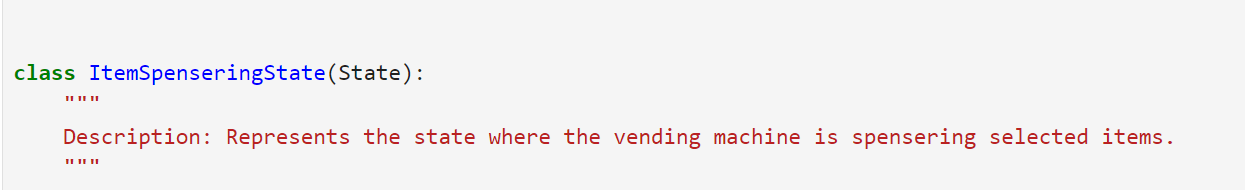 class ItemSpenseringState(State):
"""
Description: Represents the state where the vending machine is spensering selected items.
"""